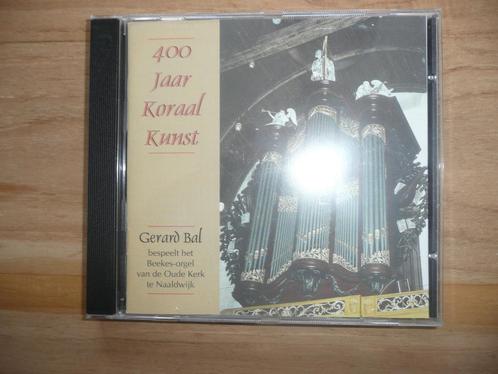 400
Jaar
Koraal
Kunst
Gerard Bal
bespeelt het
Beekes-orgel
van de Oude Kerk
te Naaldwijk